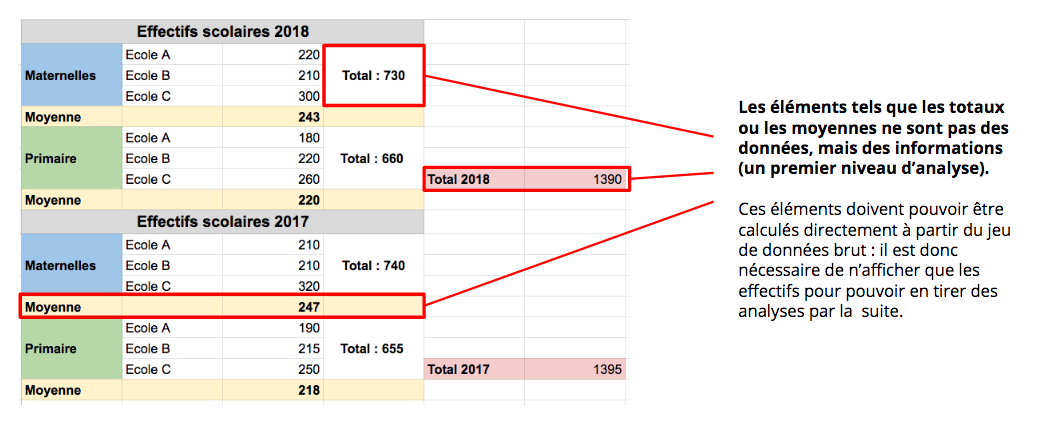 Effectifs scolaires 2018
Ecole A 220
Maternelles Ecole B 210 Total : 730
Ecole C 300
Moyenne 243
Ecole A 180
Primaire Ecole B 220 Total : 660
Ecole C 260 Total 2018 1390
Moyenne 220
Effectifs scolaires 2017
Ecole A 210
Maternelles Ecole B 210 Total : 740
Ecole C 320
Moyenne 247
Ecole A 190
Primaire Ecole B 215 Total : 655
Ecole C 250 Total 2017 1395
Moyenne 218
Les éléments tels que les totaux
ou les moyennes ne sont pas des
données, mais des informations
(un premier niveau d’analyse).
Ces éléments doivent pouvoir être
calculés directement à partir du jeu
de données brut : il est donc
nécessaire de n’afficher que les
effectifs pour pouvoir en tirer des
analyses par la suite.